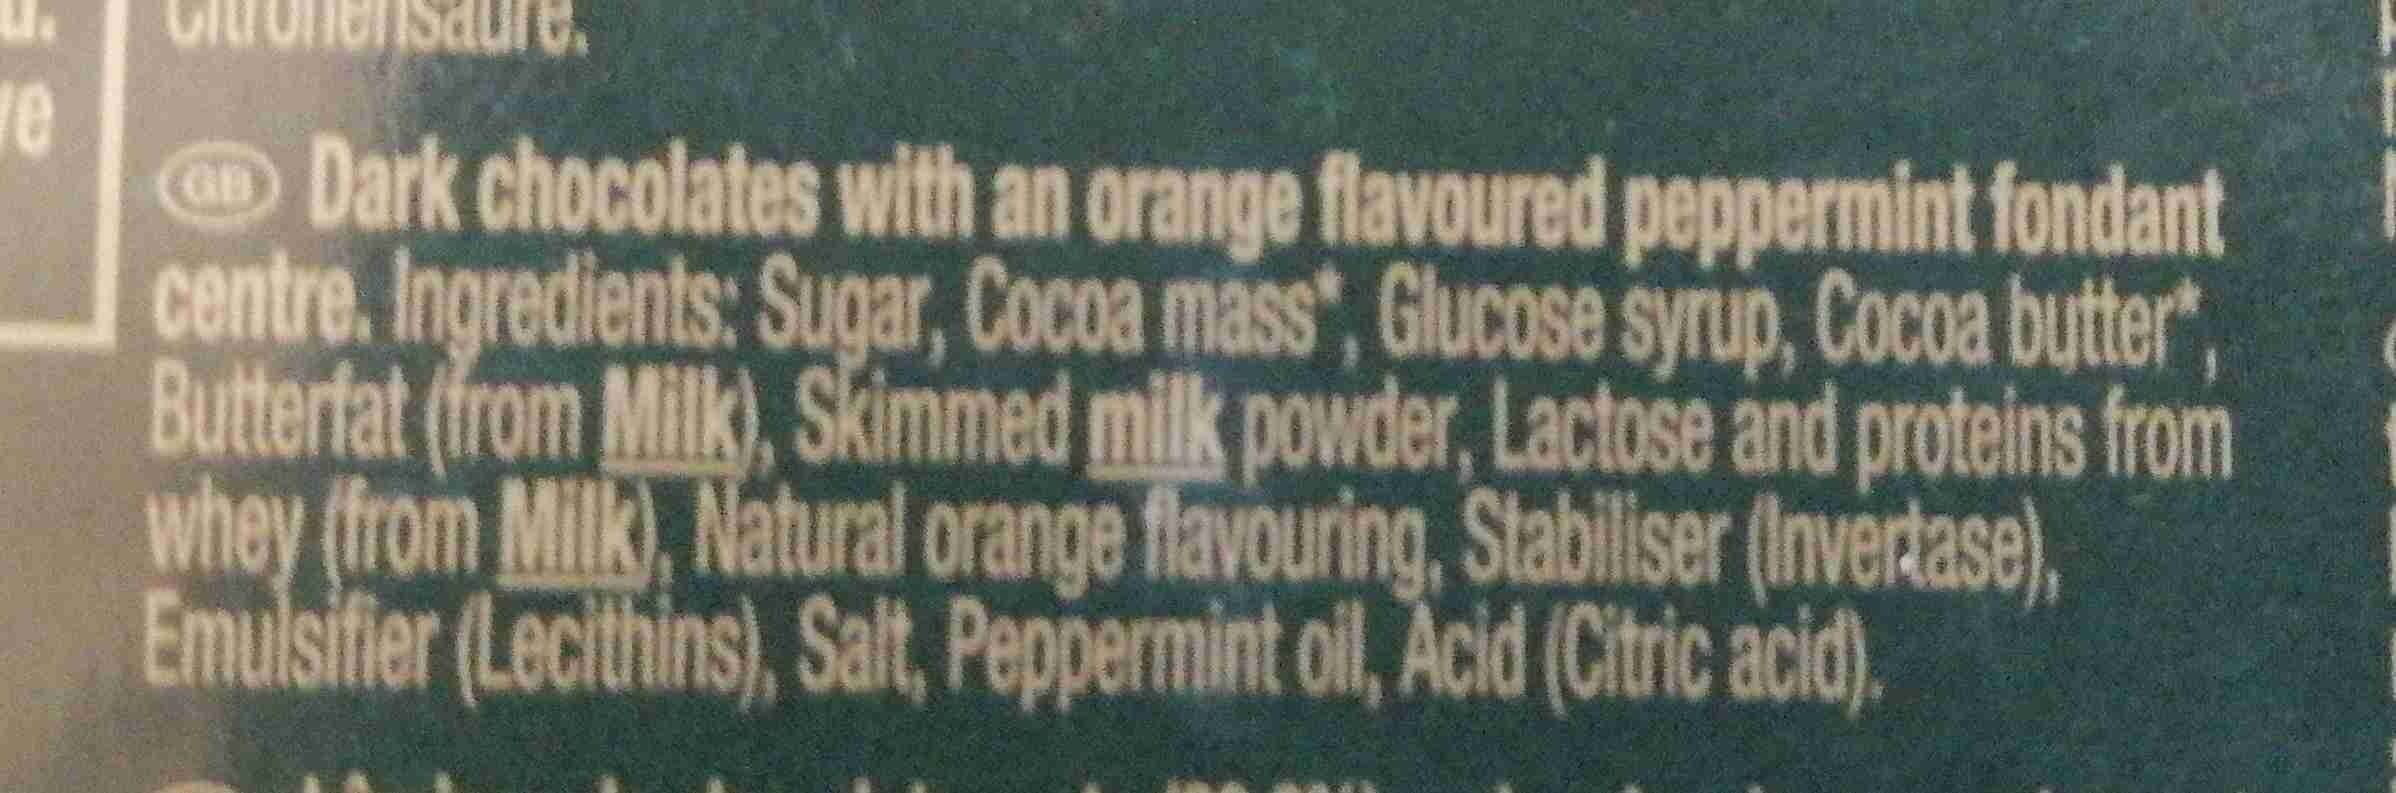 Citronensäure.
ve
GB Dark chocolates with an orange flavoured peppermint fondant
centre. Ingredients: Sugar, Cocoa mass*, Glucose syrup, Cocoa butter*,
Butterfat (from Milk), Skimmed milk powder, Lactose and proteins from
whey (from Milk), Natural orange flavouring, Stabiliser (Invertase),
Emulsifier (Lecithins), Salt, Peppermint oil, Acid (Citric acid).